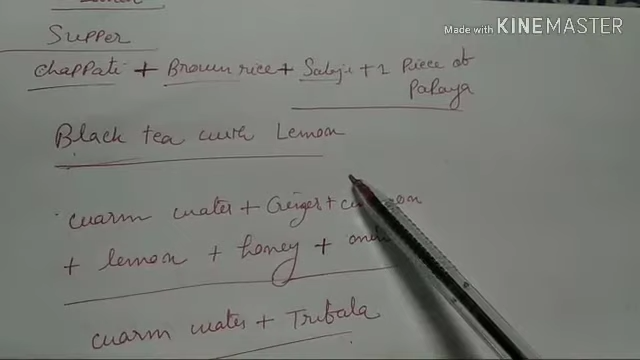 Made with KINEMASTER
Supper
chappati + Brown rice + Sabji + 1 Piece of
Papaya
Black tea with Lemon
warm water + Ginger +
+ lemon + honey +
warm water + Trifala